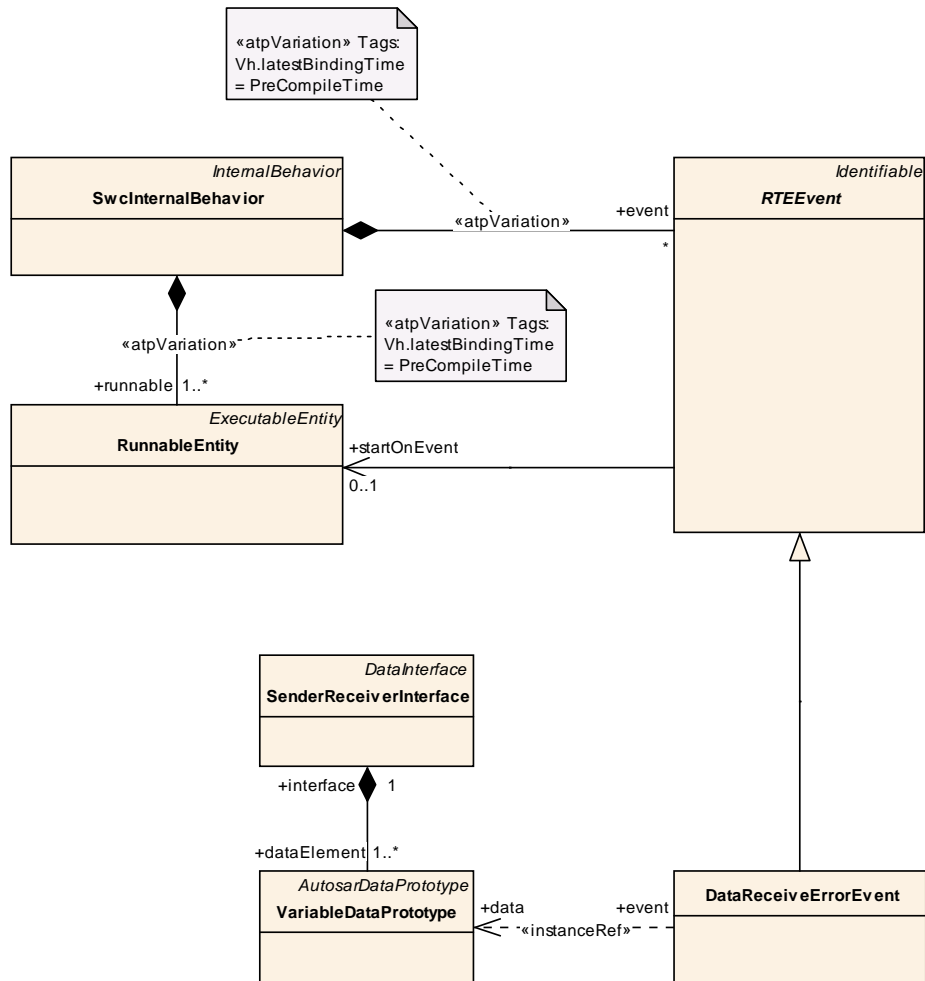 «atpVariation» Tags:
Vh.latestBindingTime
= PreCompileTime
InternalBehavior
SwcInternalBehavior
Identifiable
RTEEvent
+event
«atpVariation»
*
«atpVariation» Tags:
Vh.latestBindingTime
= PreCompileTime
«atpVariation»
+runnable 1..*
ExecutableEntity
RunnableEntity
+startOnEvent
0..1
DataInterface
SenderReceiverInterface
+interface 1
+dataElement 1..*
AutosarDataPrototype
VariableDataPrototype
+data
+event
«instanceRef»
DataReceiveErrorEvent